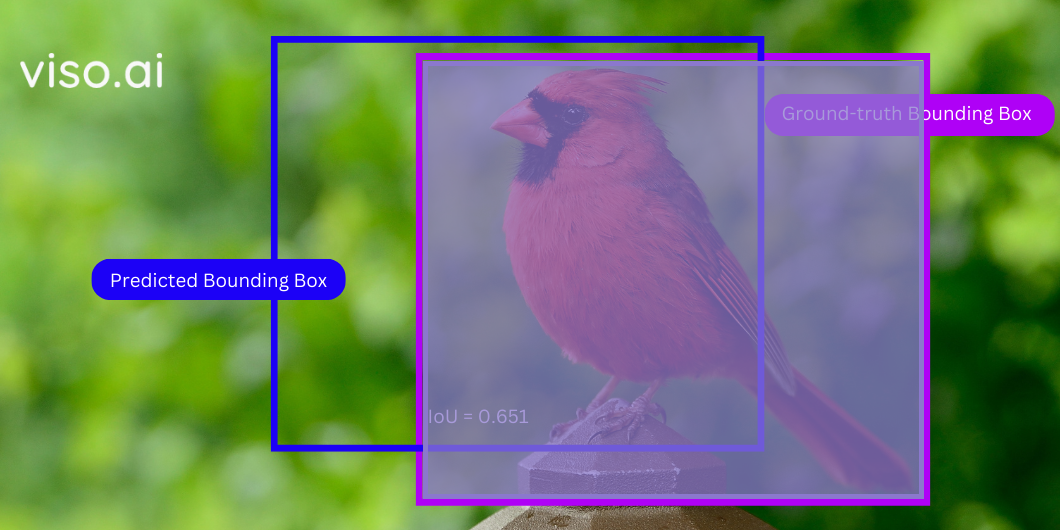 viso.ai
Ground-truth Bounding Box
Predicted Bounding Box
IoU = 0.651